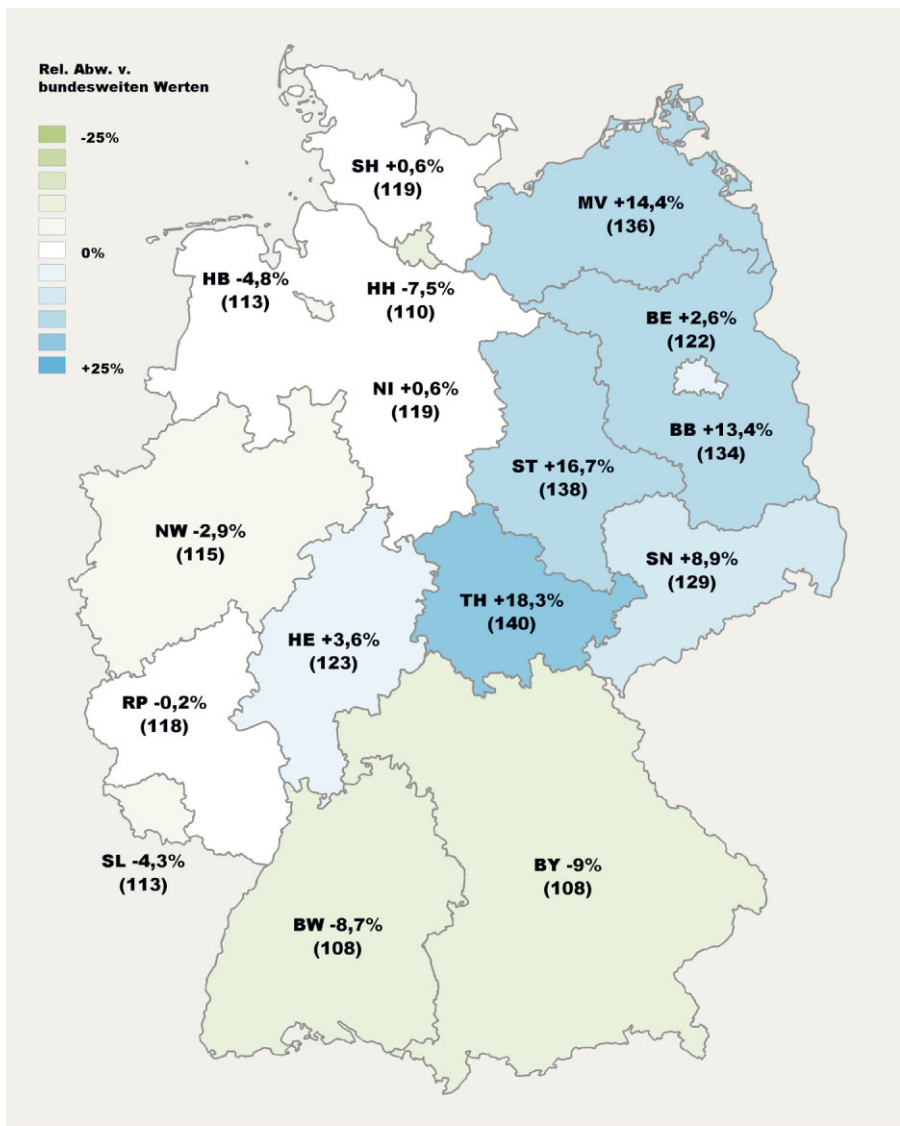 Rel. Abw. v.
bundesweiten Werten
-25%
0%
+25%
SH +0,6%
(119)
MV +14,4%
(136)
HB -4,8%
(113)
HH -7,5%
(110)
BE +2,6%
(122)
NI +0,6%
(119)
BB +13,4%
(134)
ST +16,7%
(138)
NW -2,9%
(115)
SN +8,9%
(129)
TH +18,3%
(140)
HE +3,6%
(123)
RP -0,2%
(118)
SL -4,3%
(113)
BY -9%
(108)
BW -8,7%
(108)